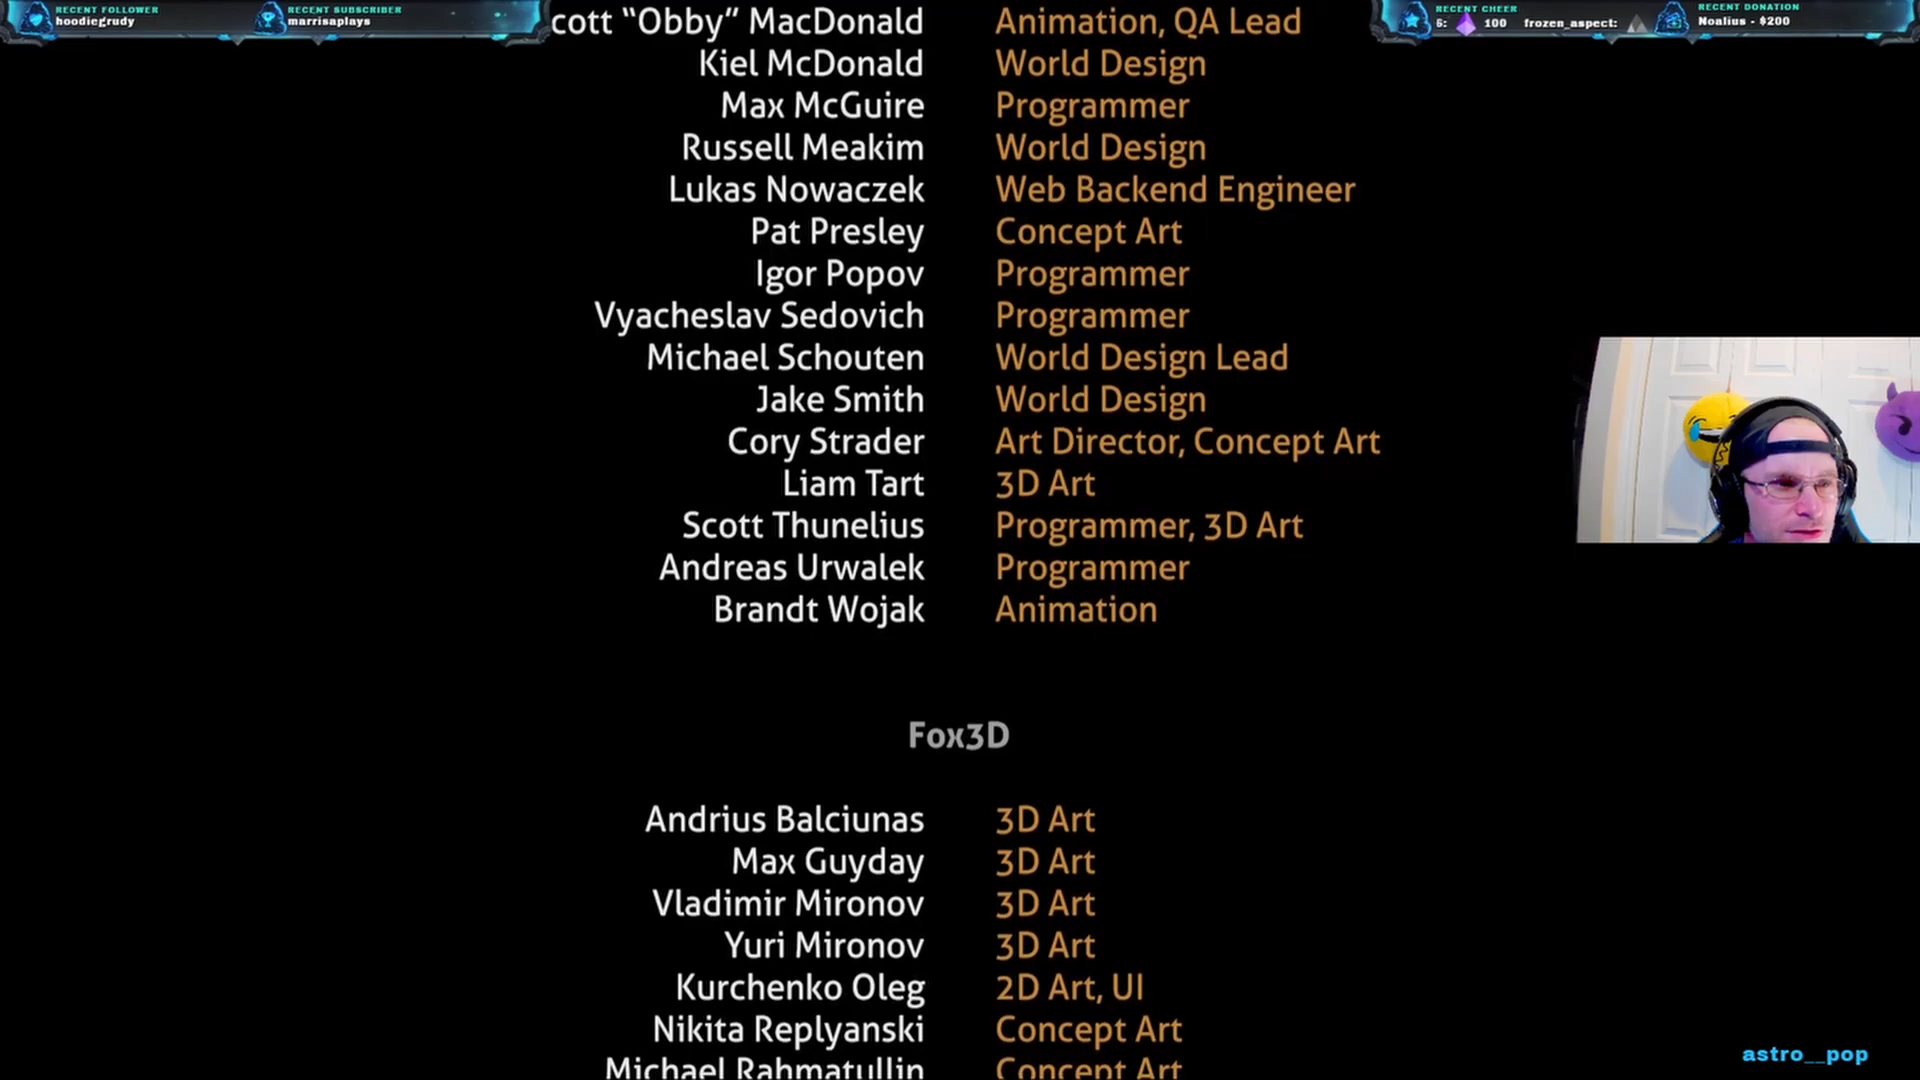 RECENT FOLLOWER
hoodiegrudy
RECENT SUBSCRIBER
marrisaplays
RECENT CHEER
100 frozen_aspect:
RECENT DONATION
Noalius - $200
cott “Obby” MacDonald Animation, QA Lead
Kiel McDonald World Design
Max McGuire Programmer
Russell Meakim World Design
Lukas Nowaczek Web Backend Engineer
Pat Presley Concept Art
Igor Popov Programmer
Vyacheslav Sedovich Programmer
Michael Schouten World Design Lead
Jake Smith World Design
Cory Strader Art Director, Concept Art
Liam Tart 3D Art
Scott Thunelius Programmer, 3D Art
Andreas Urwalek Programmer
Brandt Wojak Animation
Fox3D
Andrius Balciunas 3D Art
Max Guyday 3D Art
Vladimir Mironov 3D Art
Yuri Mironov 3D Art
Kurchenko Oleg 2D Art, UI
Nikita Replyanski Concept Art
Michael Rahmatullin Concept Art
astro__pop